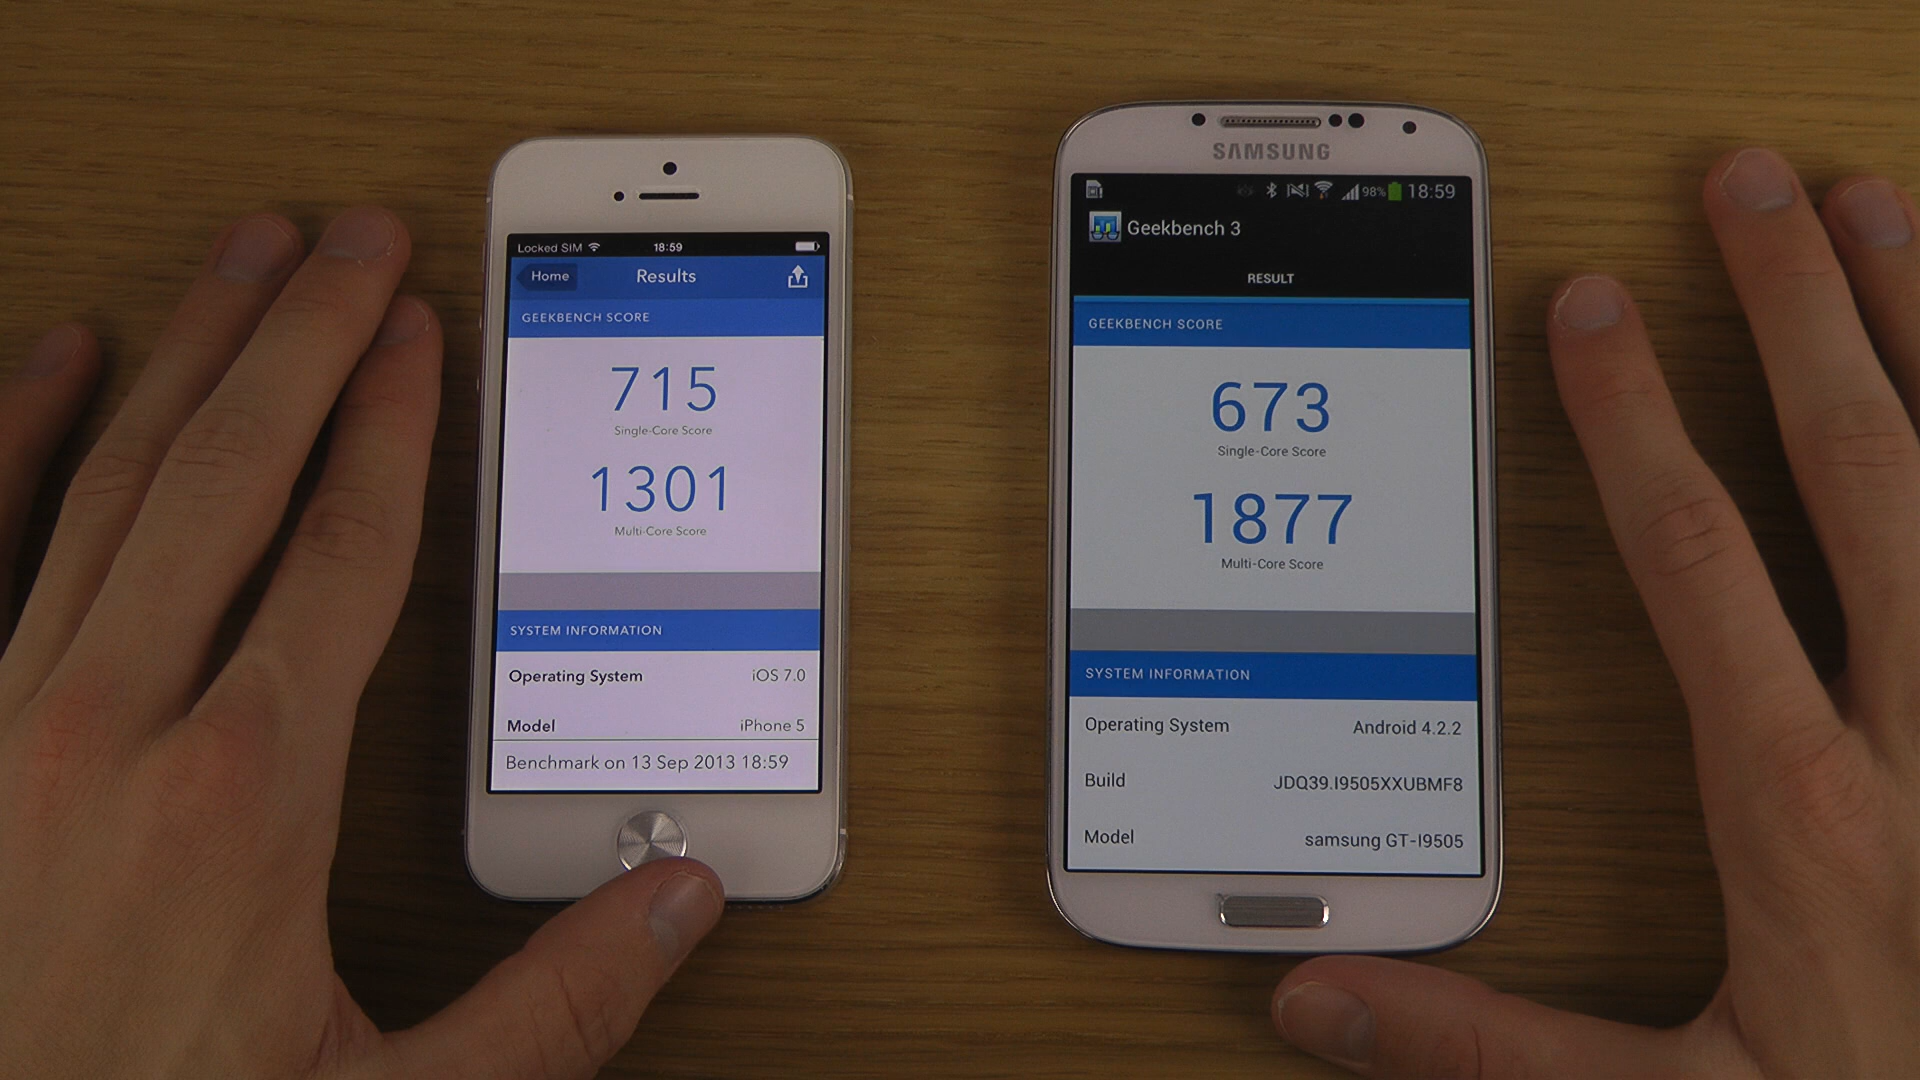 Locked SIM 18:59
Home Results
GEEKBENCH SCORE
715
Single-Core Score
1301
Multi-Core Score
SYSTEM INFORMATION
Operating System iOS 7.0
Model iPhone 5
Benchmark on 13 Sep 2013 18:59
SAMSUNG
98% 18:59
Geekbench 3
RESULT
GEEKBENCH SCORE
673
Single-Core Score
1877
Multi-Core Score
SYSTEM INFORMATION
Operating System Android 4.2.2
Build JDQ39.I9505XXUBMF8
Model samsung GT-I9505